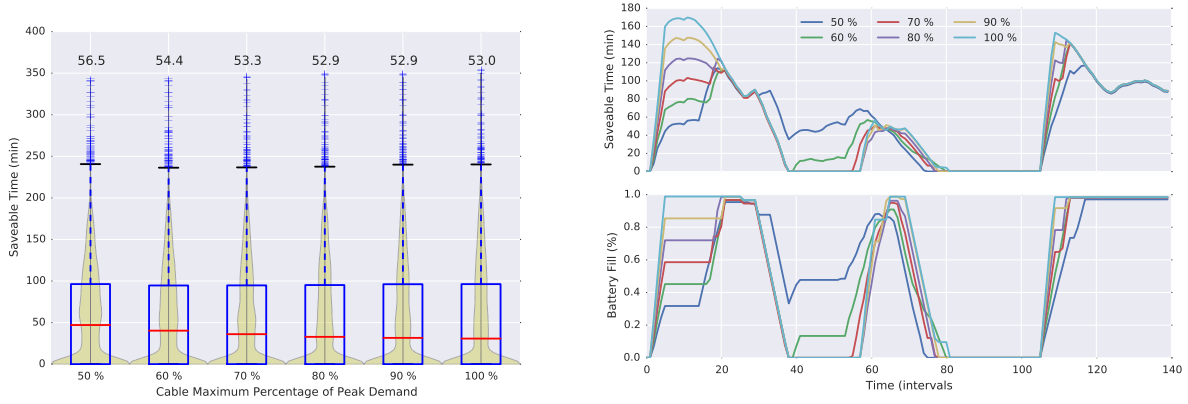 400
350
300
250
200
150
100
50
0
Saveable Time (min)
56.5 54.4 53.3 52.9 52.9 53.0
50 % 60 % 70 % 80 % 90 % 100 %
Cable Maximum Percentage of Peak Demand
180
160
140
120
100
80
60
40
20
0
Saveable Time (min)
50 % 70 % 90 %
60 % 80 % 100 %
1.0
0.8
0.6
0.4
0.2
0.0
Battery Fill (%)
0 20 40 60 80 100 120 140
Time (intervals